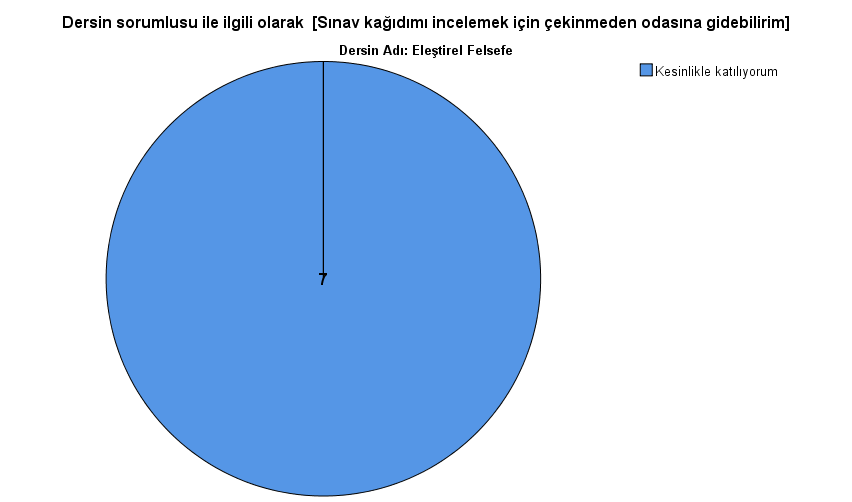 Dersin sorumlusu ile ilgili olarak [Sınav kağıdımı incelemek için çekinmeden odasına gidebilirim]
Dersin Adı: Eleştirel Felsefe
Kesinlikle katılıyorum
7